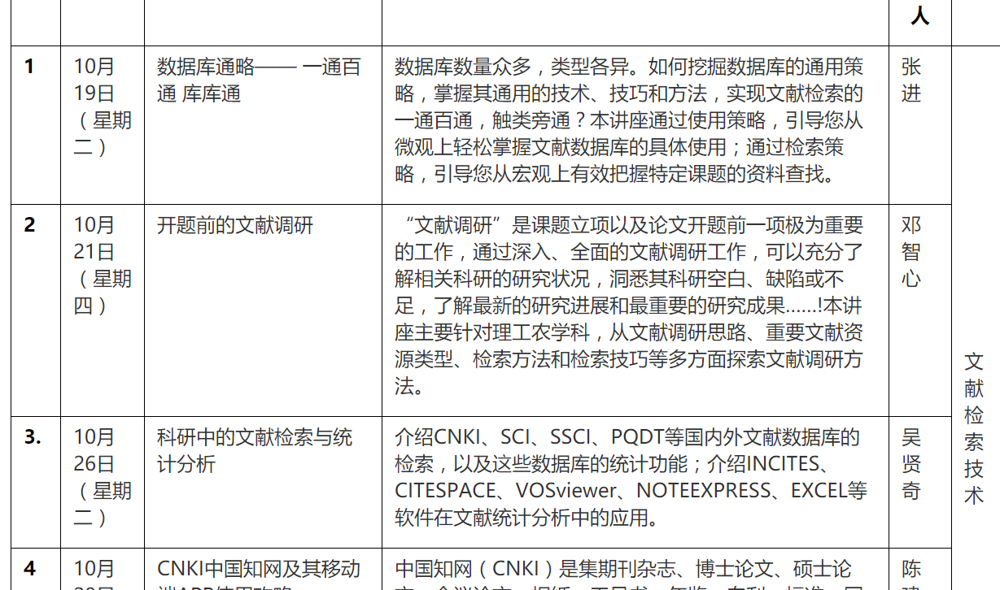 人
1
10月
19日
（星期
二）
数据库通略—— 一通百
通 库库通
数据库数量众多，类型各异。如何挖掘数据库的通用策
略，掌握其通用的技术、技巧和方法，实现文献检索的
一通百通，触类旁通？本讲座通过使用策略，引导您从
微观上轻松掌握文献数据库的具体使用；通过检索策
略，引导您从宏观上有效把握特定课题的资料查找。
张
进
2
10月
21日
（星期
四）
开题前的文献调研
“文献调研”是课题立项以及论文开题前一项极为重要
的工作，通过深入、全面的文献调研工作，可以充分了
解相关科研的研究状况，洞悉其科研空白、缺陷或不
足，了解最新的研究进展和最重要的研究成果……!本讲
座主要针对理工农学科，从文献调研思路、重要文献资
源类型、检索方法和检索技巧等多方面探索文献调研方
法。
邓
智
心
3.
10月
26日
（星期
二）
科研中的文献检索与统
计分析
介绍CNKI、SCI、SSCI、PQDT等国内外文献数据库的
检索，以及这些数据库的统计功能；介绍INCITES、
CITESPACE、VOSviewer、NOTEEXPRESS、EXCEL等
软件在文献统计分析中的应用。
吴
贤
奇
文
献
检
索
技
术
4
10月
CNKI中国知网及其移动
中国知网（CNKI）是集期刊杂志、博士论文、硕士论
陈